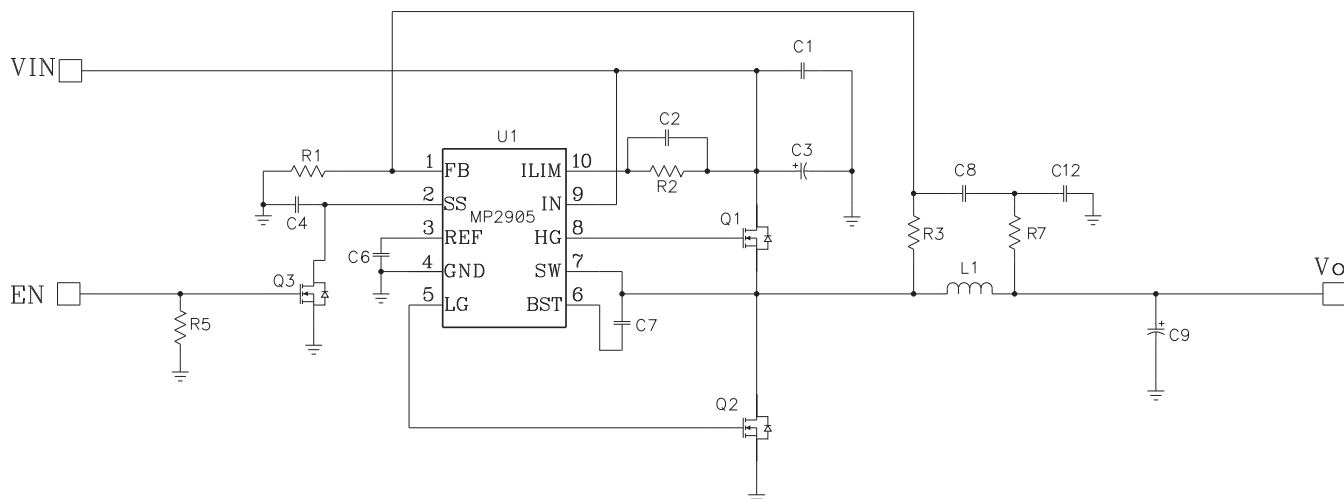 VIN
C1
U1
C2
R1
1
FB
ILIM
10
R2
C3
C8
C12
C4
2
SS
MP2905
IN
9
Q1
3
REF
HG
8
R3
R7
C6
4
GND
SW
7
L1
Vo
EN
Q3
5
LG
BST
6
R5
C7
C9
Q2